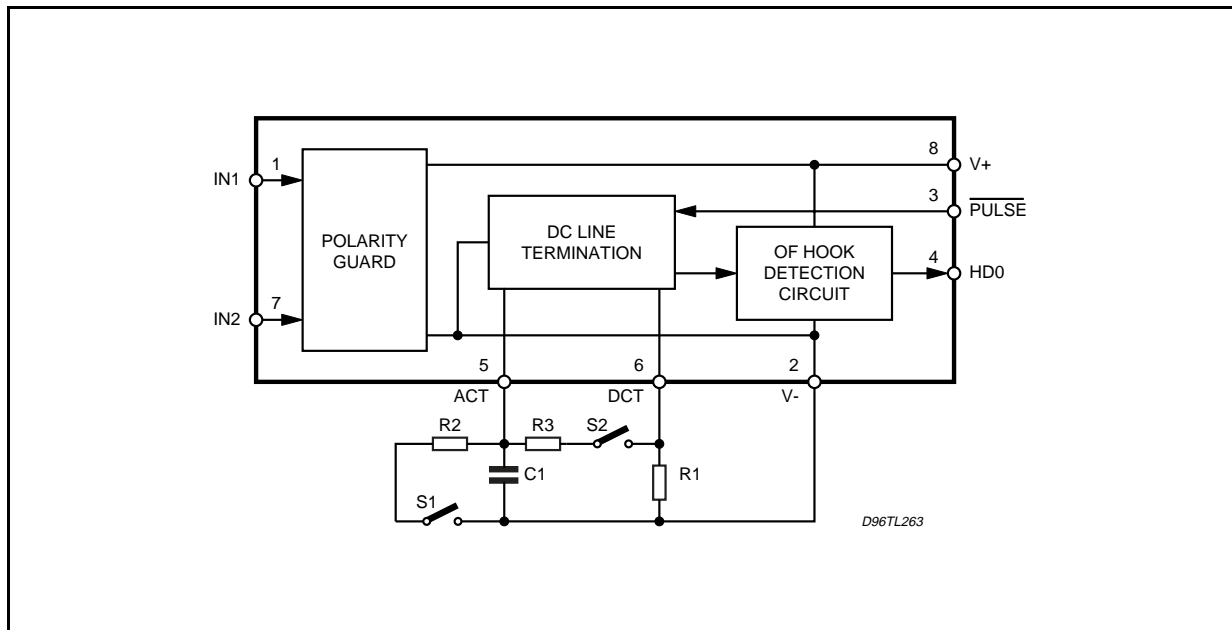 8
V+
1
IN1
3
PULSE
POLARITY
GUARD
DC LINE
TERMINATION
OF HOOK
DETECTION
CIRCUIT
4
HD0
7
IN2
5
6
2
ACT
DCT
V-
R2
R3
S2
C1
R1
S1
D96TL263